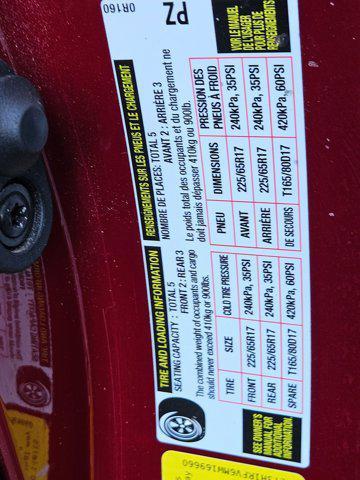 TIRE AND LOADING INFORMATION
SEATING CAPACITY : TOTAL 5
FRONT 2 : REAR 3
The combined weight of occupants and cargo
should never exceed 410kg or 900lbs.
TIRE SIZE COLD TIRE PRESSURE
FRONT 225/65R17 240kPa, 35PSI
REAR 225/65R17 240kPa, 35PSI
SPARE T165/80D17 420kPa, 60PSI
SEE OWNER'S
MANUAL FOR
ADDITIONAL
INFORMATION
RENSEIGNEMENTS SUR LES PNEUS ET LE CHARGEMENT
NOMBRE DE PLACES: TOTAL 5
AVANT 2 : ARRIÈRE 3
Le poids total des occupants et du chargement ne
doit jamais dépasser 410kg ou 900lb.
PNEU DIMENSIONS PRESSION DES
PNEUS À FROID
AVANT 225/65R17 240kPa, 35PSI
ARRIÈRE 225/65R17 240kPa, 35PSI
DE SECOURS T165/80D17 420kPa, 60PSI
VOIR LE MANUEL
DE L'USAGER
POUR PLUS DE
RENSEIGNEMENTS
PZ
0R160